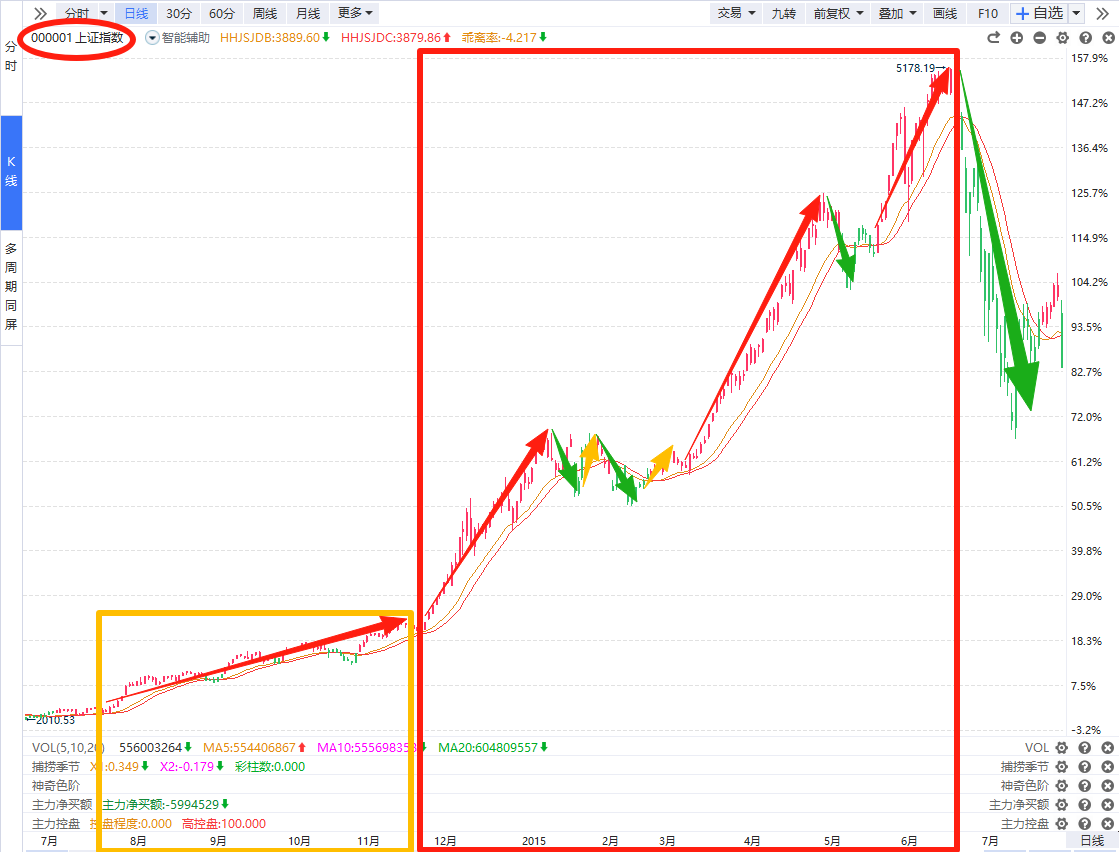 分时 日线 30分 60分 周线 月线 更多 交易 九转 前复权 叠加 画线 F10 自选
000001 上证指数 智能辅助 HHJSJDB:3889.60 HHJSJDC:3879.86 乖离率:-4.217
分时
K线
多周期同屏
157.9%
5178.19
147.2%
136.4%
125.7%
114.9%
104.2%
93.5%
82.7%
72.0%
61.2%
50.5%
39.8%
29.0%
18.3%
7.5%
2010.53
-3.2%
VOL(5,10,20) 556003264 MA5:554406867 MA10:555698353 MA20:604809557 VOL
捕捞季节 X1:0.349 X2:-0.179 彩柱数:0.000 捕捞季节
神奇色阶 神奇色阶
主力净买额 主力净买额:-5994529 主力净买额
主力控盘 控盘程度:0.000 高控盘:100.000 主力控盘
7月 8月 9月 10月 11月 12月 2015 2月 3月 4月 5月 6月 7月 日线